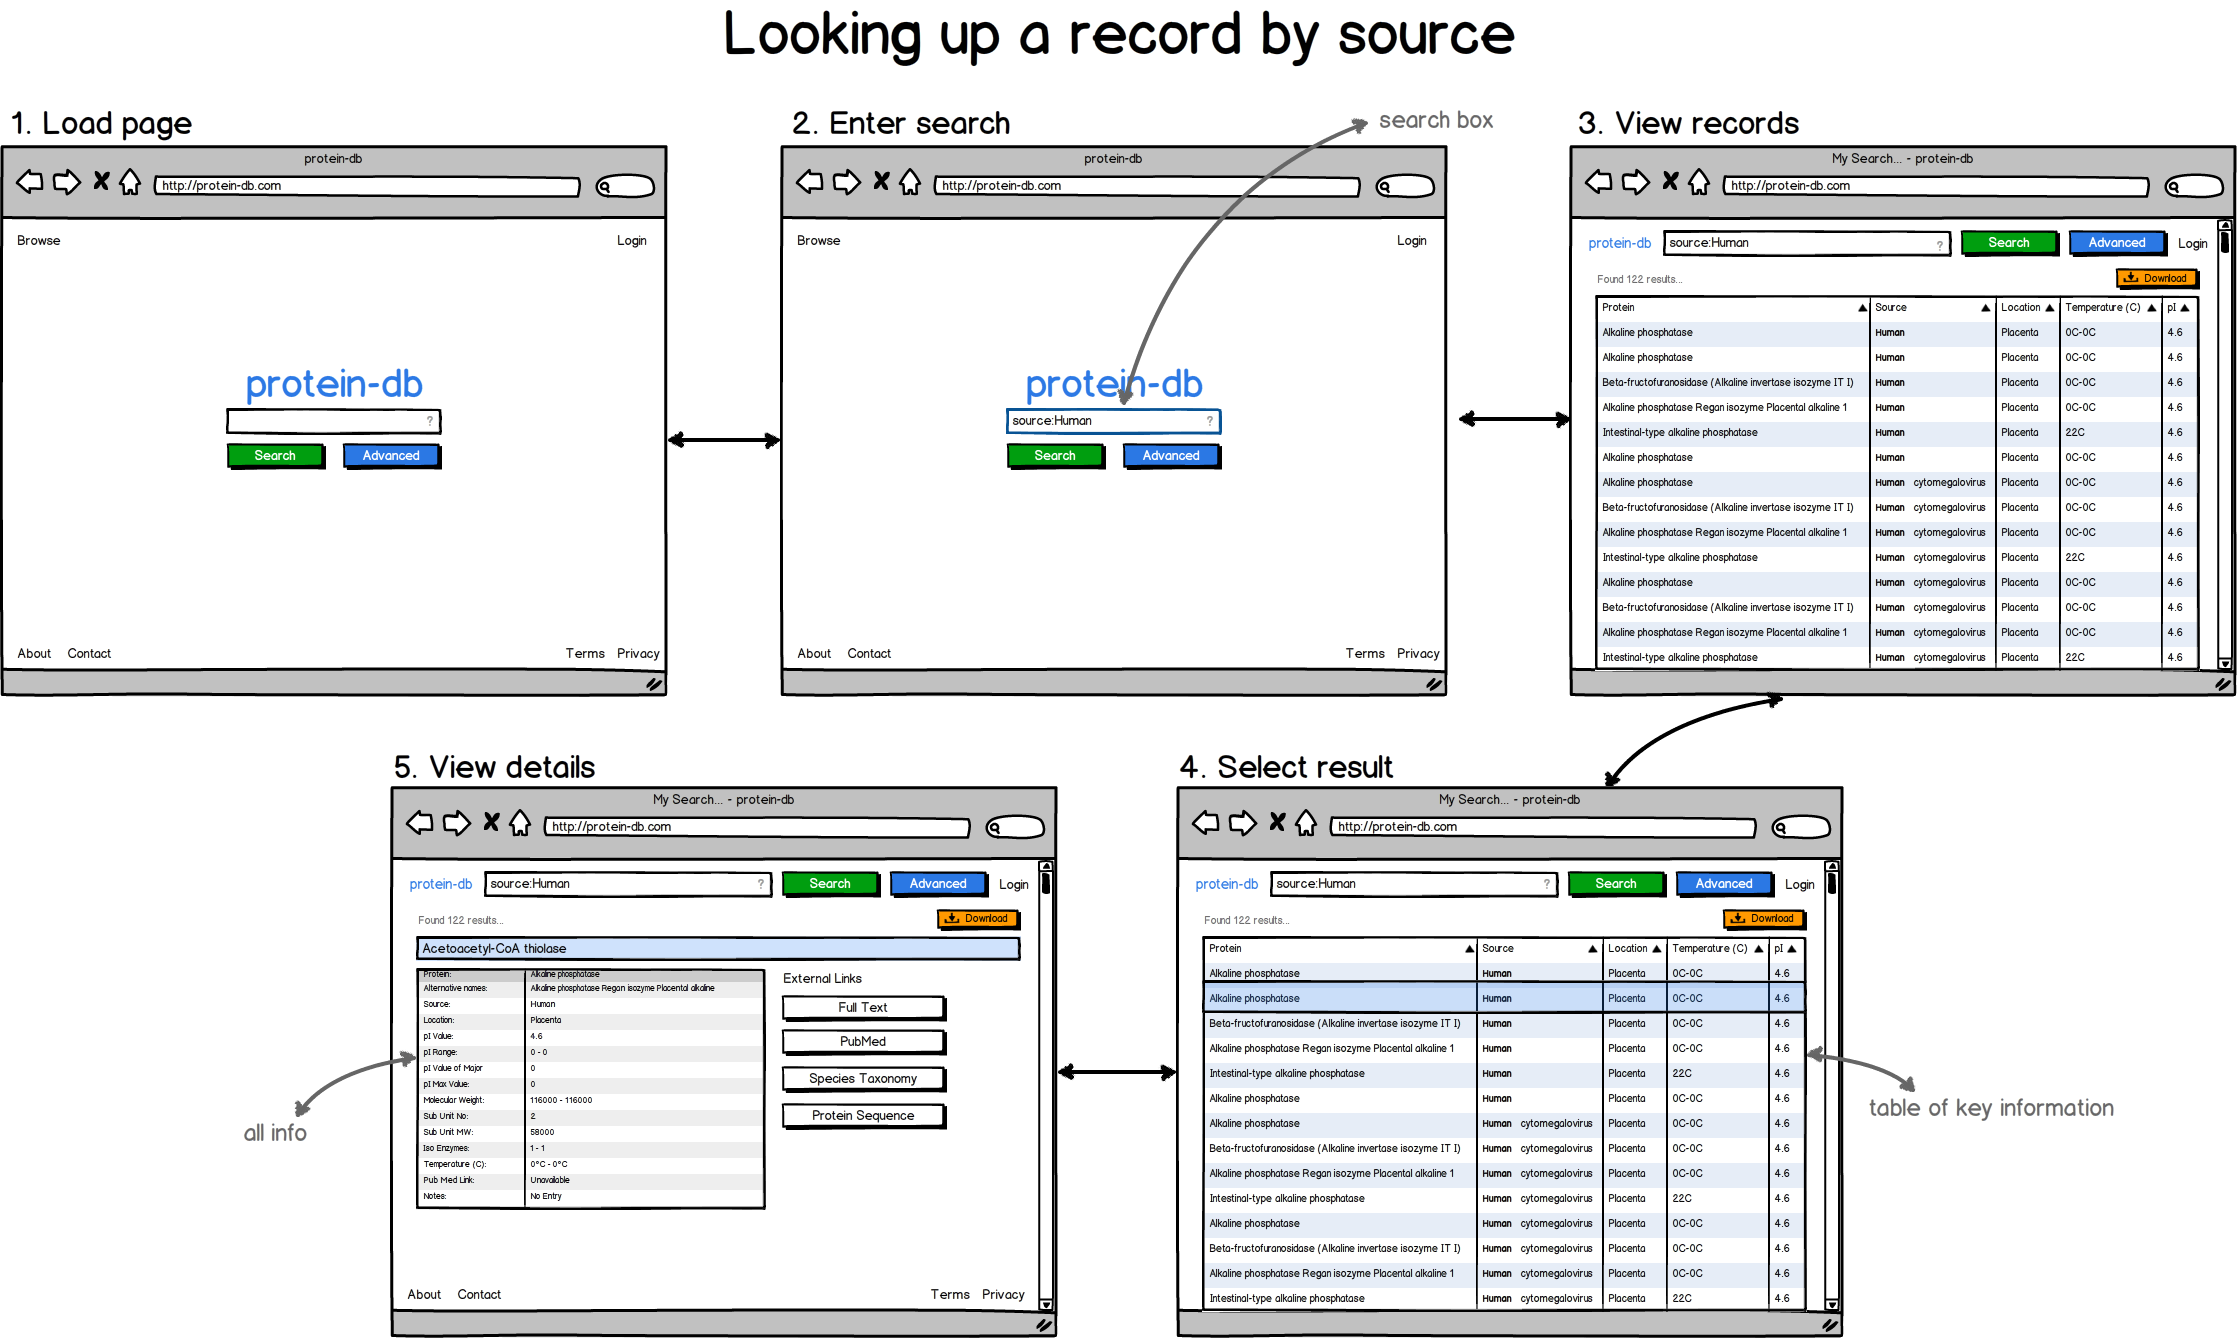 Looking up a record by source
1. Load page
protein-db
http://protein-db.com
Browse Login
protein-db
?
Search Advanced
About Contact Terms Privacy
2. Enter search
search box
protein-db
http://protein-db.com
Browse Login
protein-db
source:Human ?
Search Advanced
About Contact Terms Privacy
3. View records
My Search... - protein-db
http://protein-db.com
protein-db source:Human ? Search Advanced Login
Found 122 results... Download
Protein Source Location Temperature (C) pI
Alkaline phosphatase Human Placenta 0C-0C 4.6
Alkaline phosphatase Human Placenta 0C-0C 4.6
Beta-fructofuranosidase (Alkaline invertase isozyme IT I) Human Placenta 0C-0C 4.6
Alkaline phosphatase Regan isozyme Placental alkaline 1 Human Placenta 0C-0C 4.6
Intestinal-type alkaline phosphatase Human Placenta 22C 4.6
Alkaline phosphatase Human Placenta 0C-0C 4.6
Alkaline phosphatase Human cytomegalovirus Placenta 0C-0C 4.6
Beta-fructofuranosidase (Alkaline invertase isozyme IT I) Human cytomegalovirus Placenta 0C-0C 4.6
Alkaline phosphatase Regan isozyme Placental alkaline 1 Human cytomegalovirus Placenta 0C-0C 4.6
Intestinal-type alkaline phosphatase Human cytomegalovirus Placenta 22C 4.6
Alkaline phosphatase Human cytomegalovirus Placenta 0C-0C 4.6
Beta-fructofuranosidase (Alkaline invertase isozyme IT I) Human cytomegalovirus Placenta 0C-0C 4.6
Alkaline phosphatase Regan isozyme Placental alkaline 1 Human cytomegalovirus Placenta 0C-0C 4.6
Intestinal-type alkaline phosphatase Human cytomegalovirus Placenta 22C 4.6
4. Select result
My Search... - protein-db
http://protein-db.com
protein-db source:Human ? Search Advanced Login
Found 122 results... Download
Protein Source Location Temperature (C) pI
Alkaline phosphatase Human Placenta 0C-0C 4.6
Alkaline phosphatase Human Placenta 0C-0C 4.6
Beta-fructofuranosidase (Alkaline invertase isozyme IT I) Human Placenta 0C-0C 4.6
Alkaline phosphatase Regan isozyme Placental alkaline 1 Human Placenta 0C-0C 4.6
Intestinal-type alkaline phosphatase Human Placenta 22C 4.6
Alkaline phosphatase Human Placenta 0C-0C 4.6
Alkaline phosphatase Human cytomegalovirus Placenta 0C-0C 4.6
Beta-fructofuranosidase (Alkaline invertase isozyme IT I) Human cytomegalovirus Placenta 0C-0C 4.6
Alkaline phosphatase Regan isozyme Placental alkaline 1 Human cytomegalovirus Placenta 0C-0C 4.6
Intestinal-type alkaline phosphatase Human cytomegalovirus Placenta 22C 4.6
Alkaline phosphatase Human cytomegalovirus Placenta 0C-0C 4.6
Beta-fructofuranosidase (Alkaline invertase isozyme IT I) Human cytomegalovirus Placenta 0C-0C 4.6
Alkaline phosphatase Regan isozyme Placental alkaline 1 Human cytomegalovirus Placenta 0C-0C 4.6
Intestinal-type alkaline phosphatase Human cytomegalovirus Placenta 22C 4.6
table of key information
5. View details
My Search... - protein-db
http://protein-db.com
protein-db source:Human ? Search Advanced Login
Found 122 results... Download
Acetoacetyl-CoA thiolase
Protein: Alkaline phosphatase
Alternative names: Alkaline phosphatase Regan isozyme Placental alkaline
Source: Human
Location: Placenta
pI Value: 4.6
pI Range: 0 - 0
pI Value of Major 0
pI Max Value: 0
Molecular Weight: 116000 - 116000
Sub Unit No: 2
Sub Unit MW: 58000
Iso Enzymes: 1 - 1
Temperature (C): 0°C - 0°C
Pub Med Link: Unavailable
Notes: No Entry
External Links
Full Text
PubMed
Species Taxonomy
Protein Sequence
all info
About Contact Terms Privacy